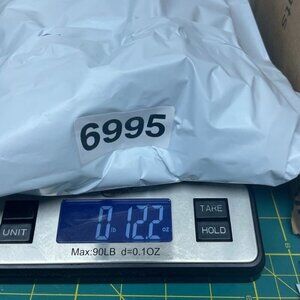 6995
UNIT
0 lb 12.2 oz
TARE
HOLD
Max:90LB d=0.1OZ